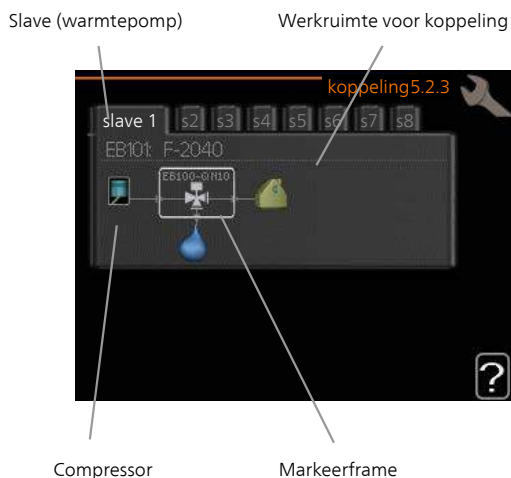 Slave (warmtepomp) Werkruimte voor koppeling
koppeling5.2.3
slave 1 s2 s3 s4 s5 s6 s7 s8
EB101: F-2040
EB100-QN10
?
Compressor Markeerframe